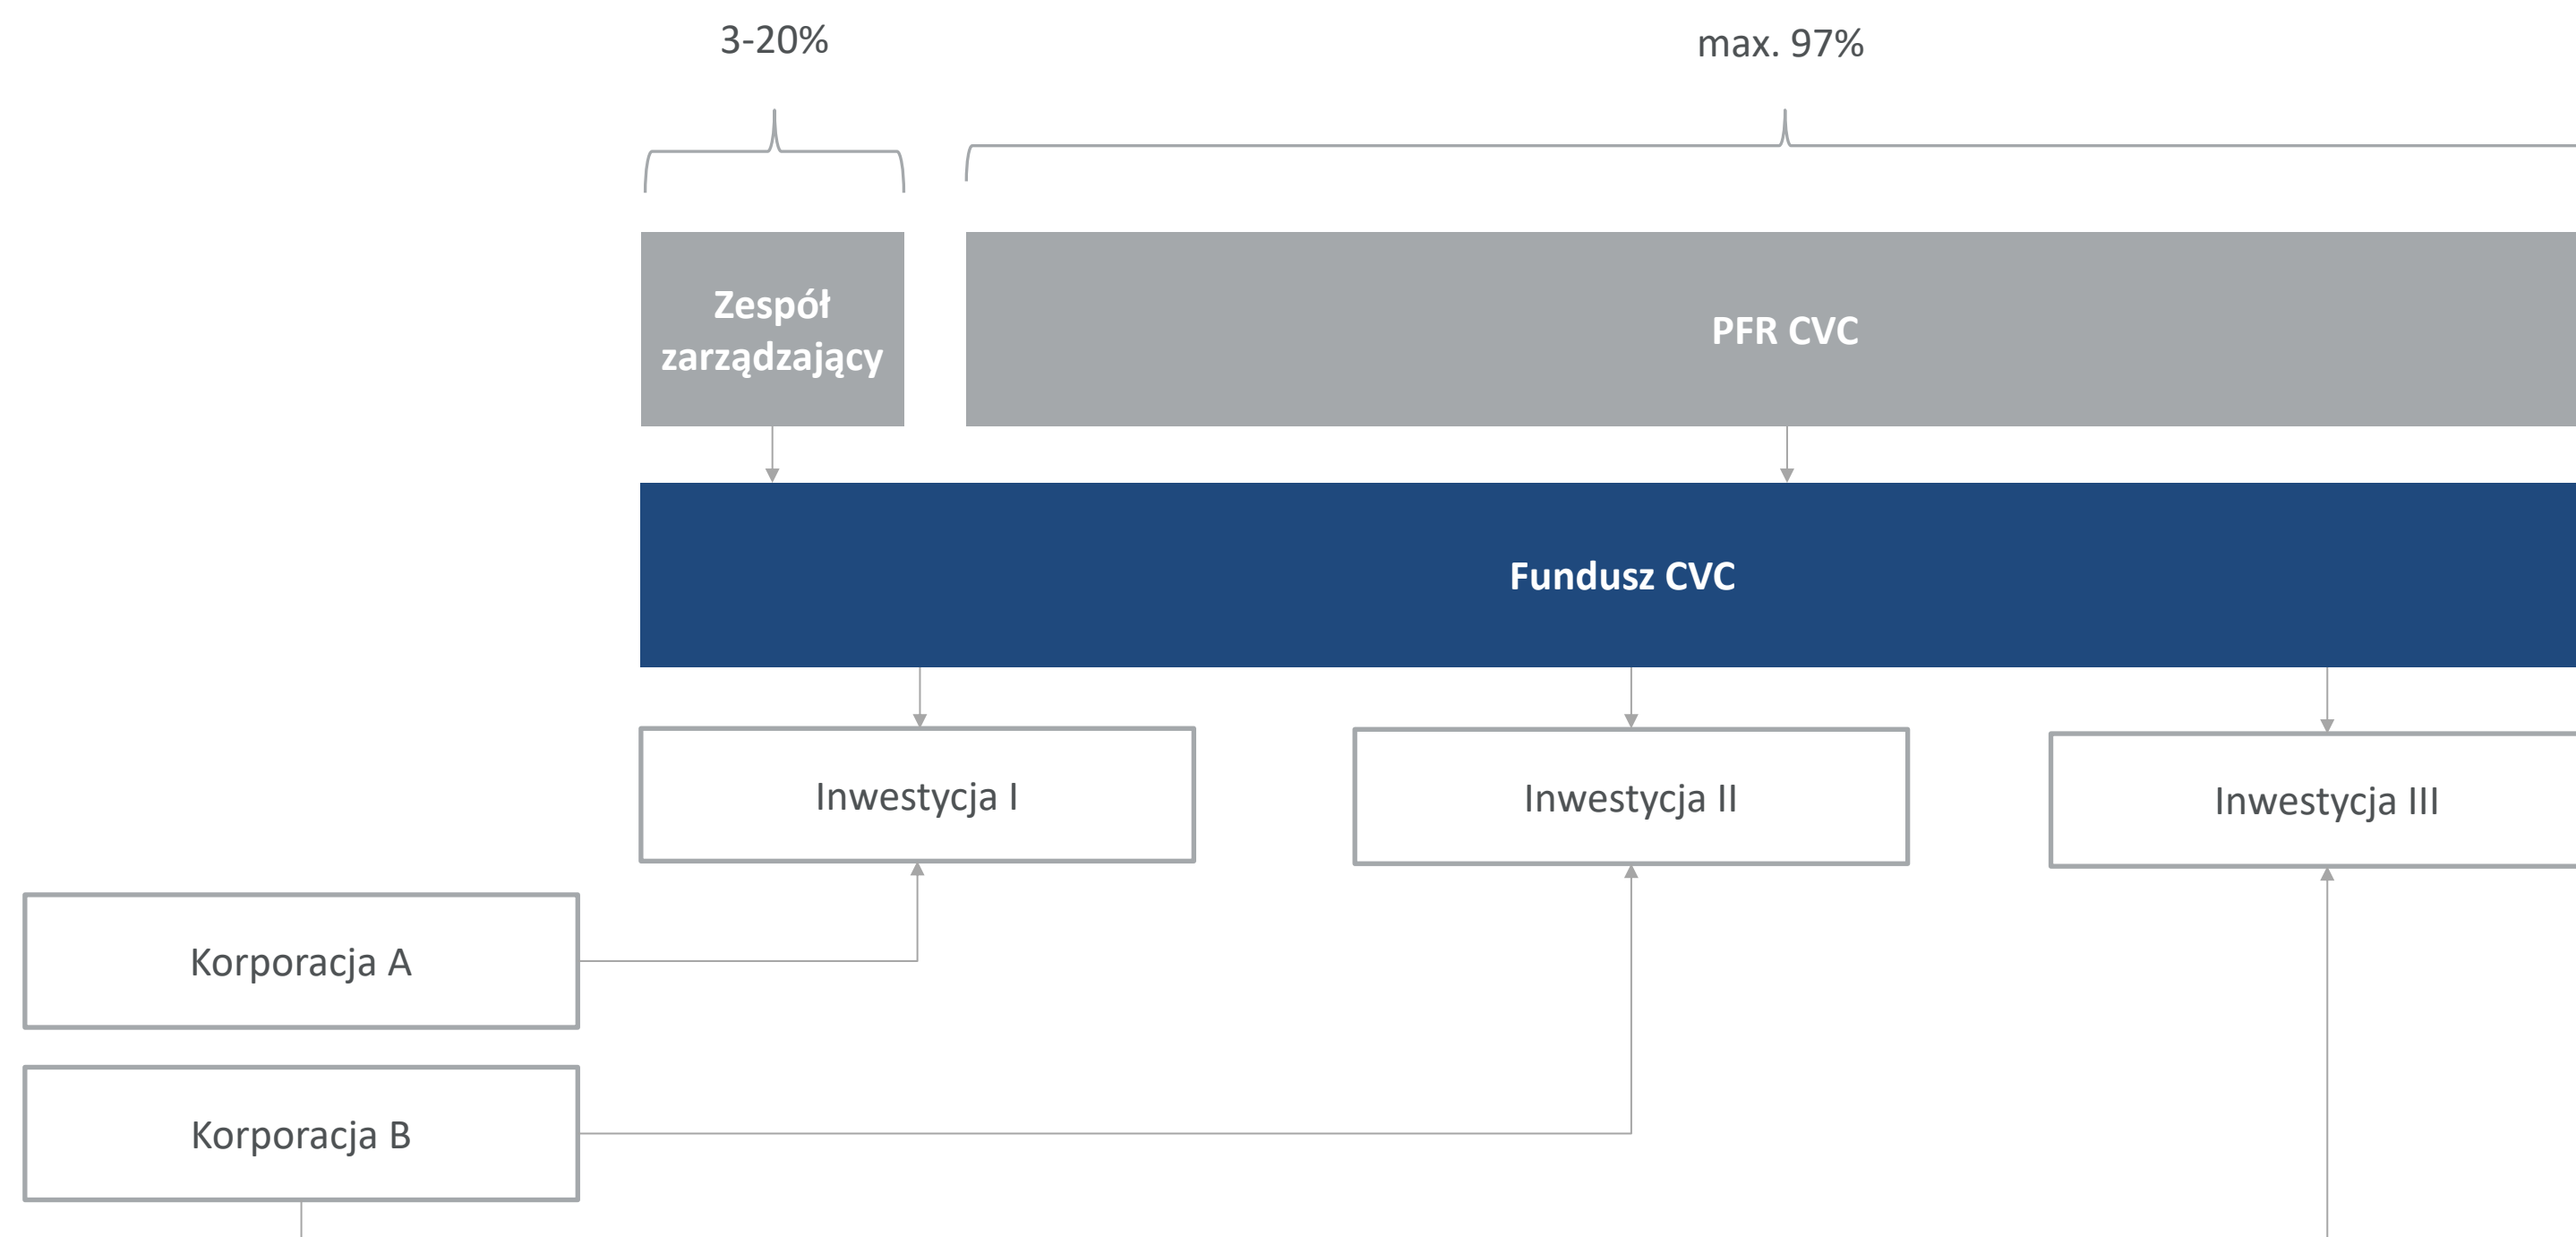 3-20%
max. 97%
Zespół
zarządzający
PFR CVC
Fundusz CVC
Inwestycja I
Inwestycja II
Inwestycja III
Korporacja A
Korporacja B